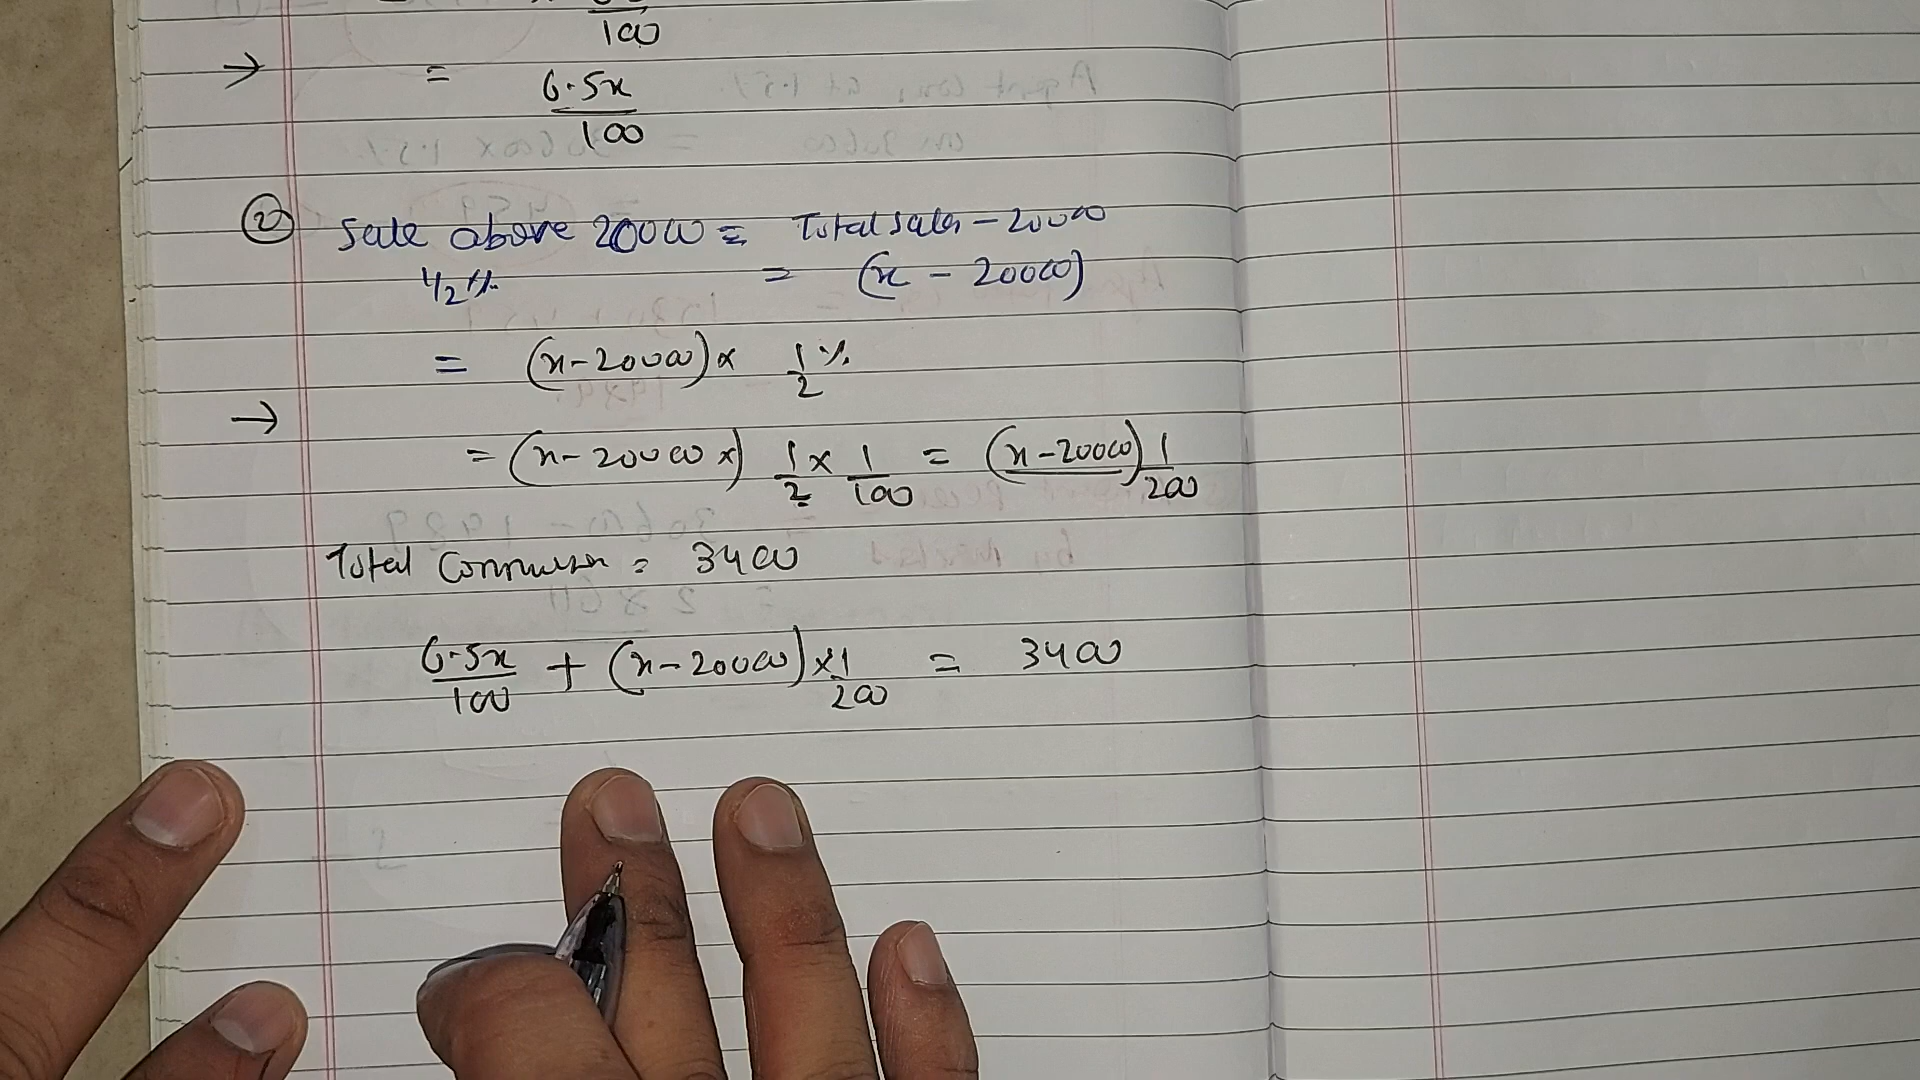 100
→ = 6.5x/100
② Sale above 20000 = Total sales - 20000
1/2% = (x - 20000)
= (x-20000) x 1/2 %
→
= (x-20000 x) 1/2 x 1/100 = (x-20000) 1/200
Total Commission = 3400
6.5x/100 + (x-20000) x 1/200 = 3400